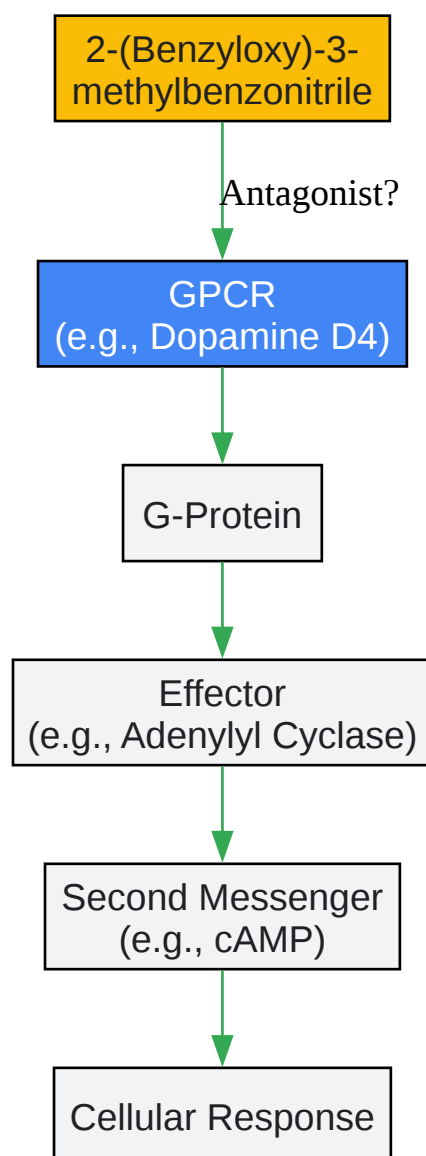 2-(Benzyloxy)-3-
methylbenzonitrile
Antagonist?
GPCR
(e.g., Dopamine D4)
G-Protein
Effector
(e.g., Adenylyl Cyclase)
Second Messenger
(e.g., cAMP)
Cellular Response